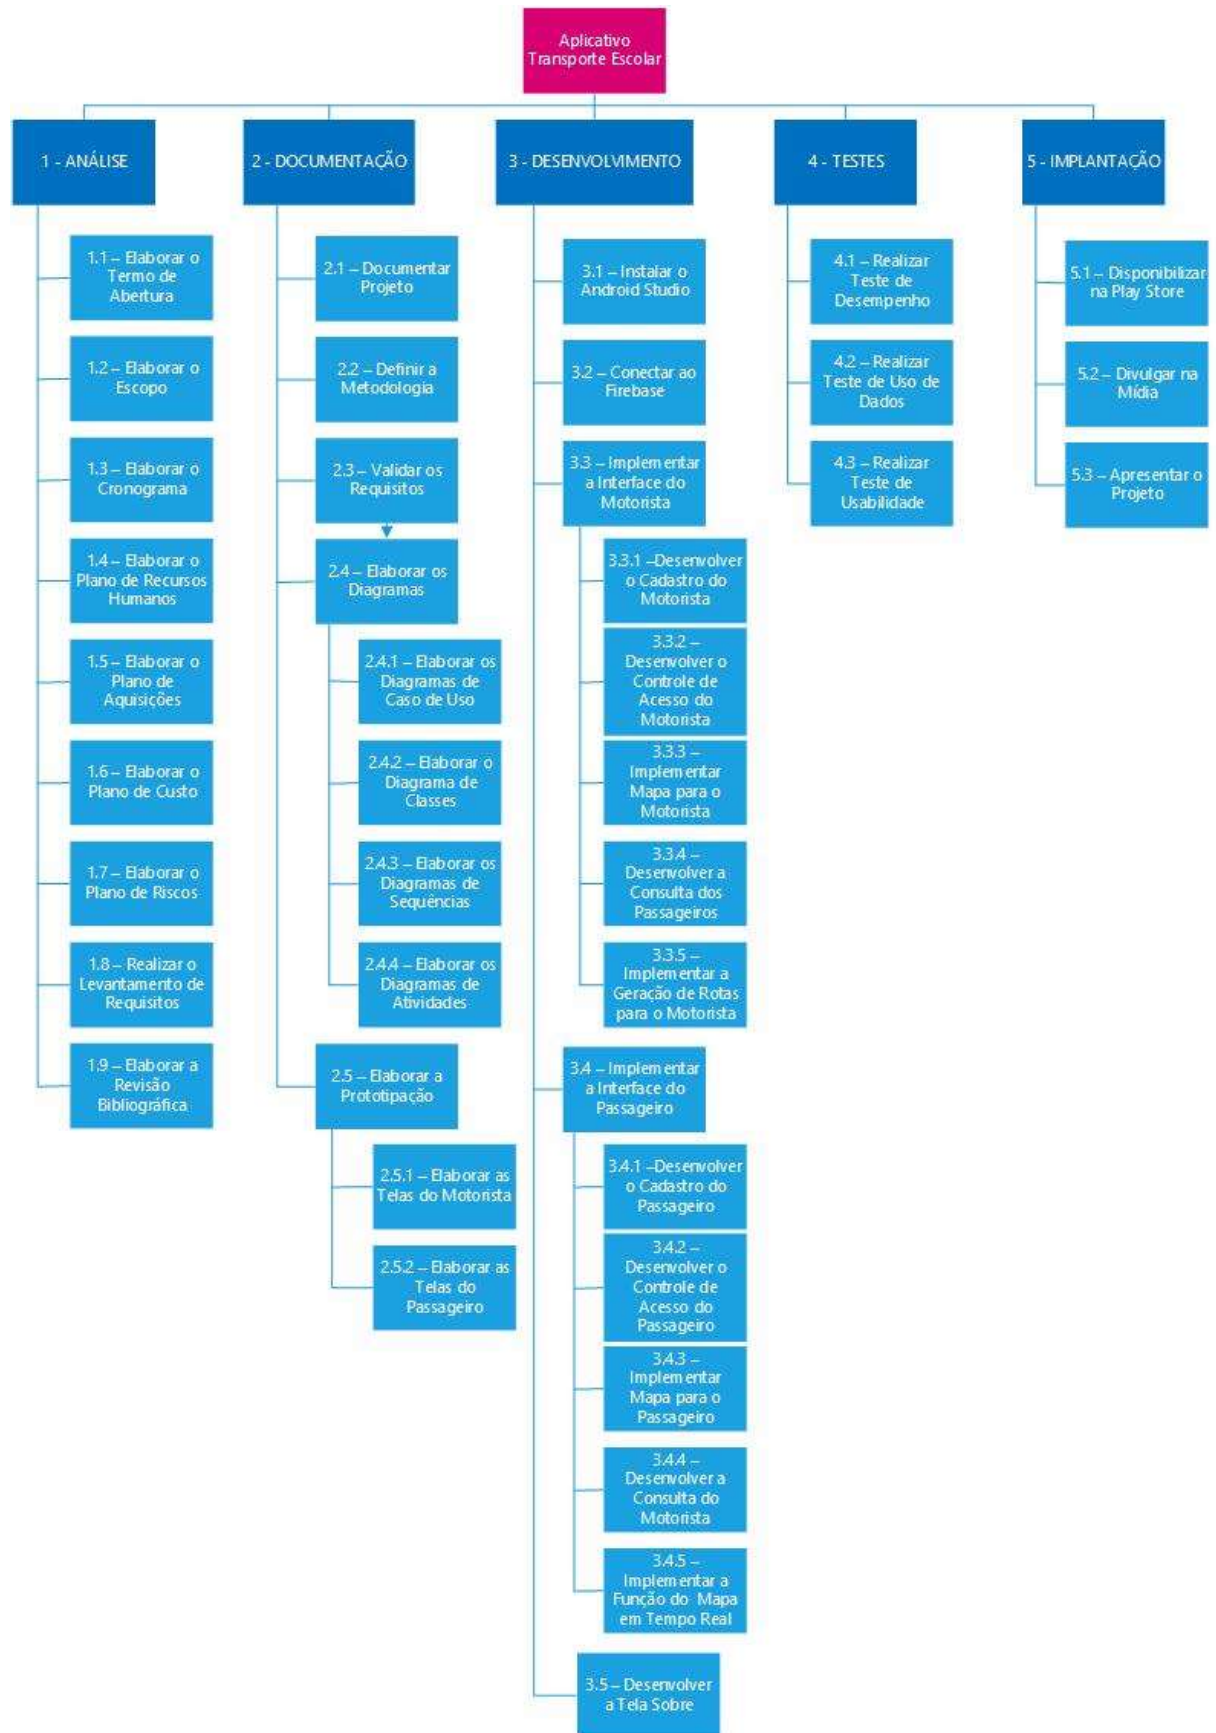 Aplicativo
Transporte Escolar
1 - ANÁLISE
2 - DOCUMENTAÇÃO
3 - DESENVOLVIMENTO
4 - TESTES
5 - IMPLANTAÇÃO
1.1 – Elaborar o
Termo de
Abertura
1.2 – Elaborar o
Escopo
1.3 – Elaborar o
Cronograma
1.4 – Elaborar o
Plano de Recursos
Humanos
1.5 – Elaborar o
Plano de
Aquisições
1.6 – Elaborar o
Plano de Custo
1.7 – Elaborar o
Plano de Riscos
1.8 – Realizar o
Levantamento de
Requisitos
1.9 – Elaborar a
Revisão
Bibliográfica
2.1 – Documentar
Projeto
2.2 – Definir a
Metodologia
2.3 – Validar os
Requisitos
2.4 – Elaborar os
Diagramas
2.4.1 – Elaborar os
Diagramas de
Caso de Uso
2.4.2 – Elaborar o
Diagrama de
Classes
2.4.3 – Elaborar os
Diagramas de
Sequências
2.4.4 – Elaborar os
Diagramas de
Atividades
2.5 – Elaborar a
Prototipação
2.5.1 – Elaborar as
Telas do Motorista
2.5.2 – Elaborar as
Telas do
Passageiro
3.1 – Instalar o
Android Studio
3.2 – Conectar ao
Firebase
3.3 – Implementar
a Interface do
Motorista
3.3.1 –Desenvolver
o Cadastro do
Motorista
3.3.2 –
Desenvolver o
Controle de
Acesso do
Motorista
3.3.3 –
Implementar
Mapa para o
Motorista
3.3.4 –
Desenvolver a
Consulta dos
Passageiros
3.3.5 –
Implementar a
Geração de Rotas
para o Motorista
3.4 – Implementar
a Interface do
Passageiro
3.4.1 –Desenvolver
o Cadastro do
Passageiro
3.4.2 –
Desenvolver o
Controle de
Acesso do
Passageiro
3.4.3 –
Implementar
Mapa para o
Passageiro
3.4.4 –
Desenvolver a
Consulta do
Motorista
3.4.5 –
Implementar a
Função do Mapa
em Tempo Real
3.5 – Desenvolver
a Tela Sobre
4.1 – Realizar
Teste de
Desempenho
4.2 – Realizar
Teste de Uso de
Dados
4.3 – Realizar
Teste de
Usabilidade
5.1 – Disponibilizar
na Play Store
5.2 – Divulgar na
Mídia
5.3 – Apresentar o
Projeto